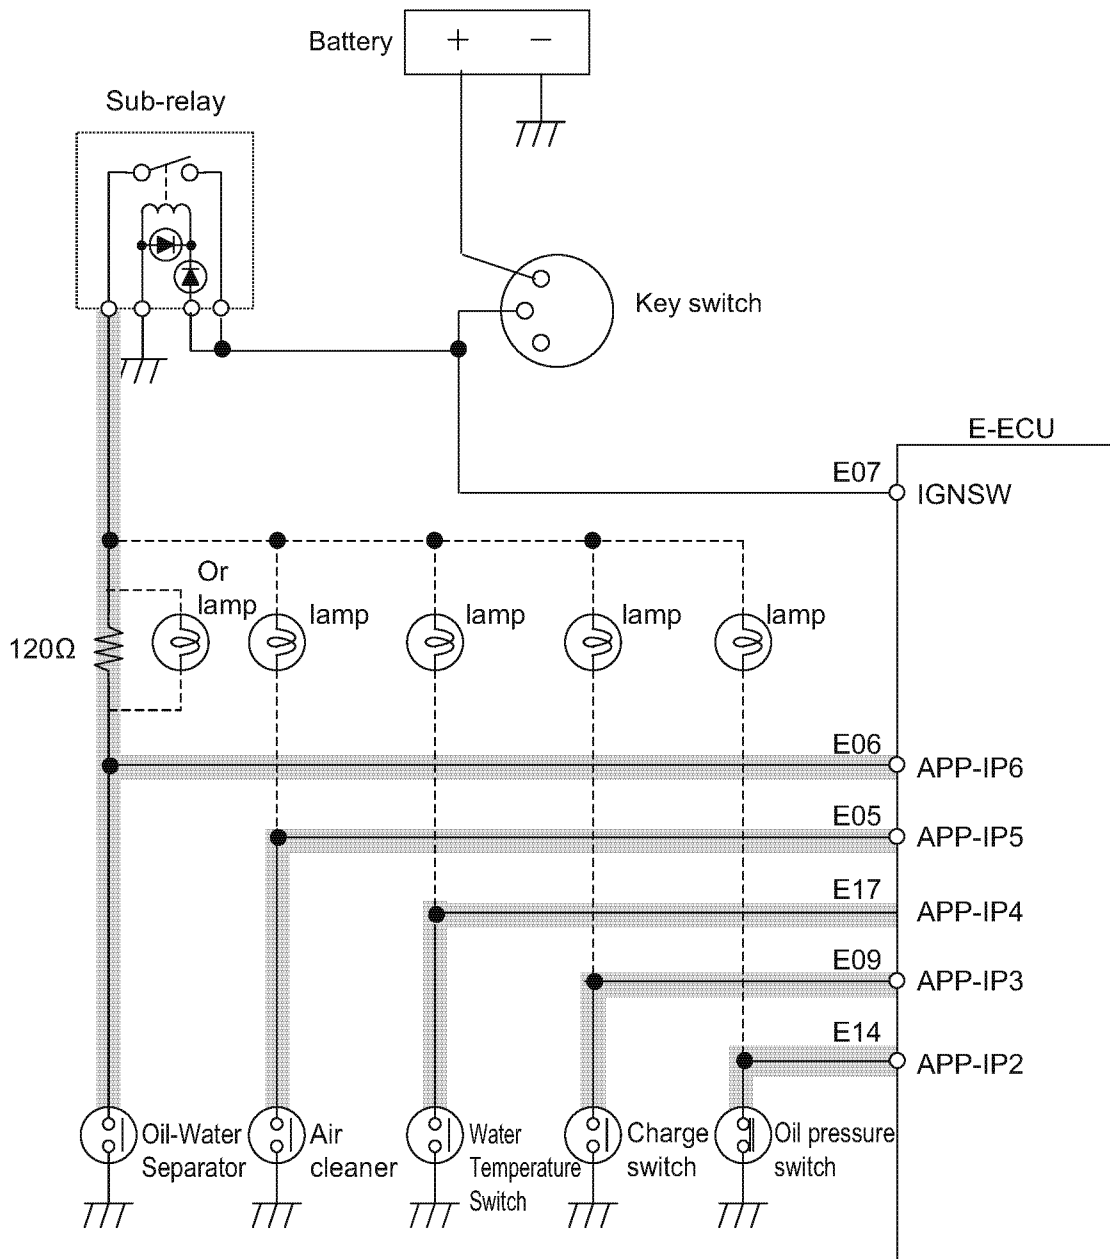 Battery
+
−
Sub-relay
Key switch
E-ECU
E07
IGNSW
Or
lamp
lamp
lamp
lamp
lamp
120Ω
E06
APP-IP6
E05
APP-IP5
E17
APP-IP4
E09
APP-IP3
E14
APP-IP2
Oil-Water
Separator
Air
cleaner
Water
Temperature
Switch
Charge
switch
Oil pressure
switch